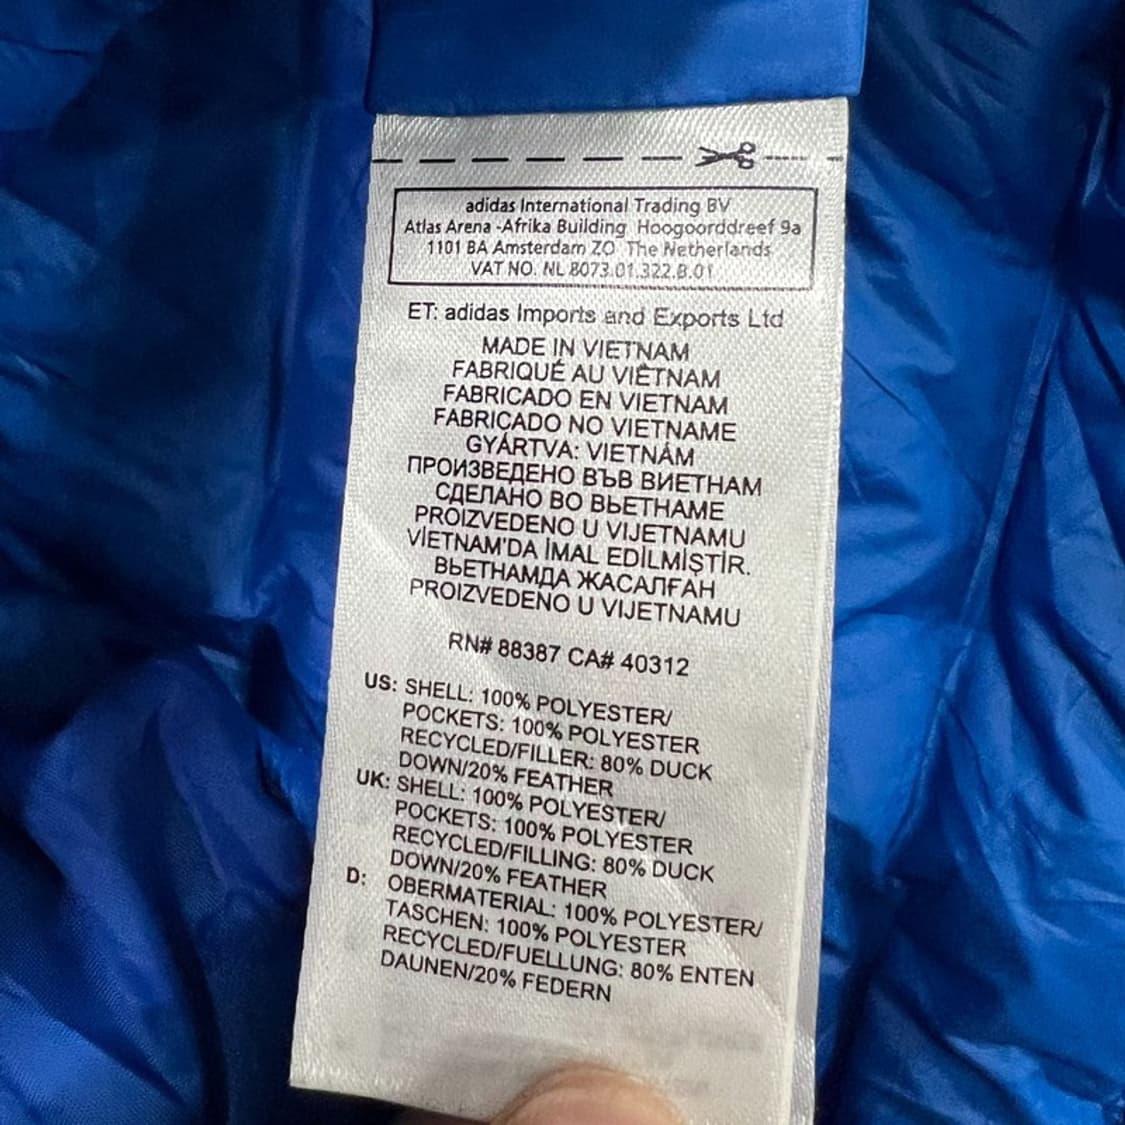 adidas International Trading BV
Atlas Arena -Afrika Building Hoogoorddreef 9a
1101 BA Amsterdam ZO The Netherlands
VAT NO. NL 8073.01.322.B.01
ET: adidas Imports and Exports Ltd
MADE IN VIETNAM
FABRIQUÉ AU VIÊTNAM
FABRICADO EN VIETNAM
FABRICADO NO VIETNAME
GYÁRTVA: VIETNÁM
ПРОИЗВЕДЕНО ВЪВ ВИЕТНАМ
СДЕЛАНО ВО ВЬЕТНАМЕ
PROIZVEDENO U VIJETNAMU
VİETNAM'DA İMAL EDİLMİŞTİR.
ВЬЕТНАМДА ЖАСАЛҒАН
PROIZVEDENO U VIJETNAMU
RN# 88387 CA# 40312
US: SHELL: 100% POLYESTER/
POCKETS: 100% POLYESTER
RECYCLED/FILLER: 80% DUCK
DOWN/20% FEATHER
UK: SHELL: 100% POLYESTER/
POCKETS: 100% POLYESTER
RECYCLED/FILLING: 80% DUCK
DOWN/20% FEATHER
D: OBERMATERIAL: 100% POLYESTER/
TASCHEN: 100% POLYESTER
RECYCLED/FUELLUNG: 80% ENTEN
DAUNEN/20% FEDERN